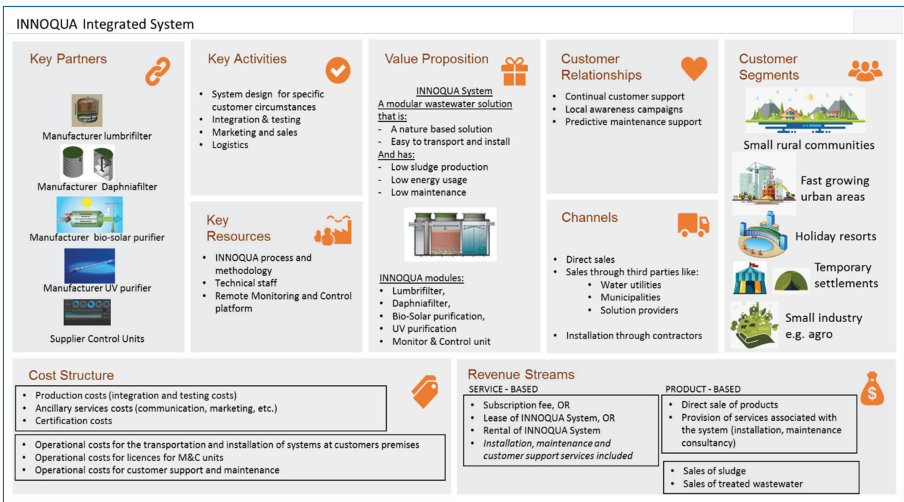 INNOQUA Integrated System
Key Partners
Manufacturer lumbrifilter
Manufacturer Daphniafilter
Manufacturer bio-solar purifier
Manufacturer UV purifier
Supplier Control Units
Key Activities
• System design for specific
customer circumstances
• Integration & testing
• Marketing and sales
• Logistics
Key
Resources
• INNOQUA process and
methodology
• Technical staff
• Remote Monitoring and Control
platform
Value Proposition
INNOQUA System
A modular wastewater solution
that is:
- A nature based solution
- Easy to transport and install
And has:
- Low sludge production
- Low energy usage
- Low maintenance
INNOQUA modules:
• Lumbrifilter,
• Daphniafilter,
• Bio-Solar purification,
• UV purification
• Monitor & Control unit
Customer
Relationships
• Continual customer support
• Local awareness campaigns
• Predictive maintenance support
Channels
• Direct sales
• Sales through third parties like:
• Water utilities
• Municipalities
• Solution providers
• Installation through contractors
Customer
Segments
Small rural communities
Fast growing
urban areas
Holiday resorts
Temporary
settlements
Small industry
e.g. agro
Cost Structure
• Production costs (integration and testing costs)
• Ancillary services costs (communication, marketing, etc.)
• Certification costs
• Operational costs for the transportation and installation of systems at customers premises
• Operational costs for licences for M&C units
• Operational costs for customer support and maintenance
Revenue Streams
SERVICE - BASED
• Subscription fee, OR
• Lease of INNOQUA System, OR
• Rental of INNOQUA System
• Installation, maintenance and
customer support services included
PRODUCT - BASED
• Direct sale of products
• Provision of services associated with
the system (installation, maintenance
consultancy)
• Sales of sludge
• Sales of treated wastewater
$